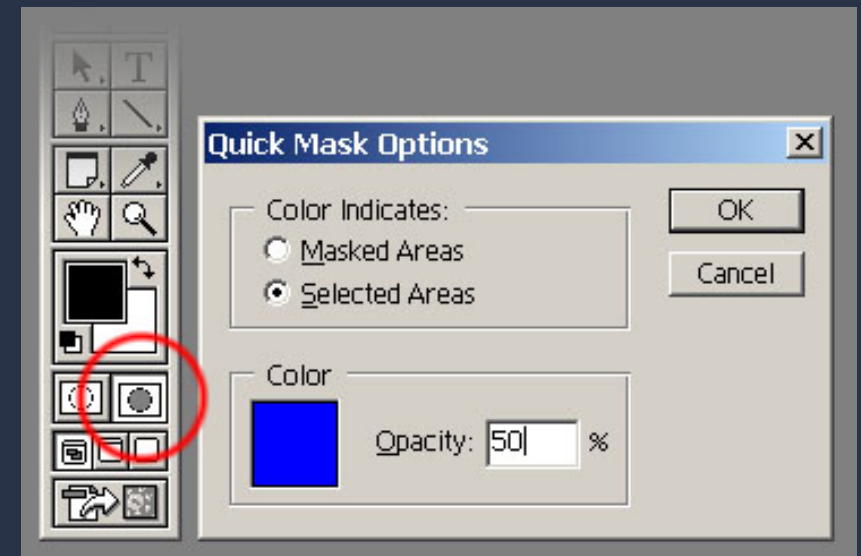 T
Quick Mask Options
Color Indicates:
Masked Areas
Selected Areas
OK
Cancel
Color
Opacity: 50 %